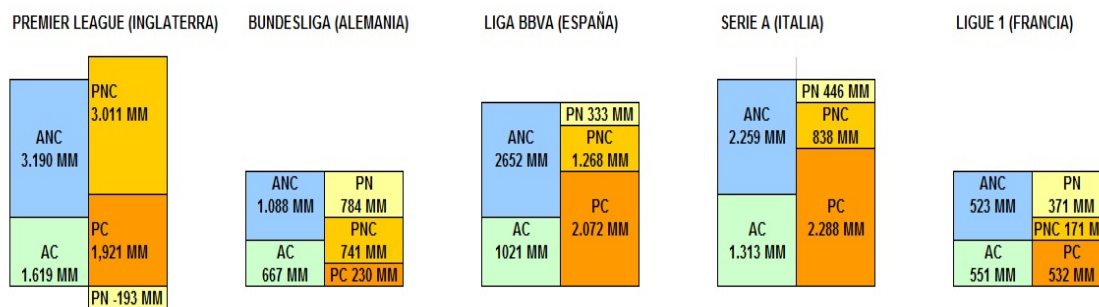 PREMIER LEAGUE (INGLATERRA)
BUNDESLIGA (ALEMANIA)
LIGA BBVA (ESPAÑA)
SERIE A (ITALIA)
LIGUE 1 (FRANCIA)
ANC
3.190 MM
AC
1.619 MM
PNC
3.011 MM
PC
1,921 MM
PN -193 MM
ANC
1.088 MM
AC
667 MM
PN
784 MM
PNC
741 MM
PC 230 MM
ANC
2652 MM
AC
1021 MM
PN 333 MM
PNC
1.268 MM
PC
2.072 MM
ANC
2.259 MM
AC
1.313 MM
PN 446 MM
PNC
838 MM
PC
2.288 MM
ANC
523 MM
AC
551 MM
PN
371 MM
PNC 171 M
PC
532 MM